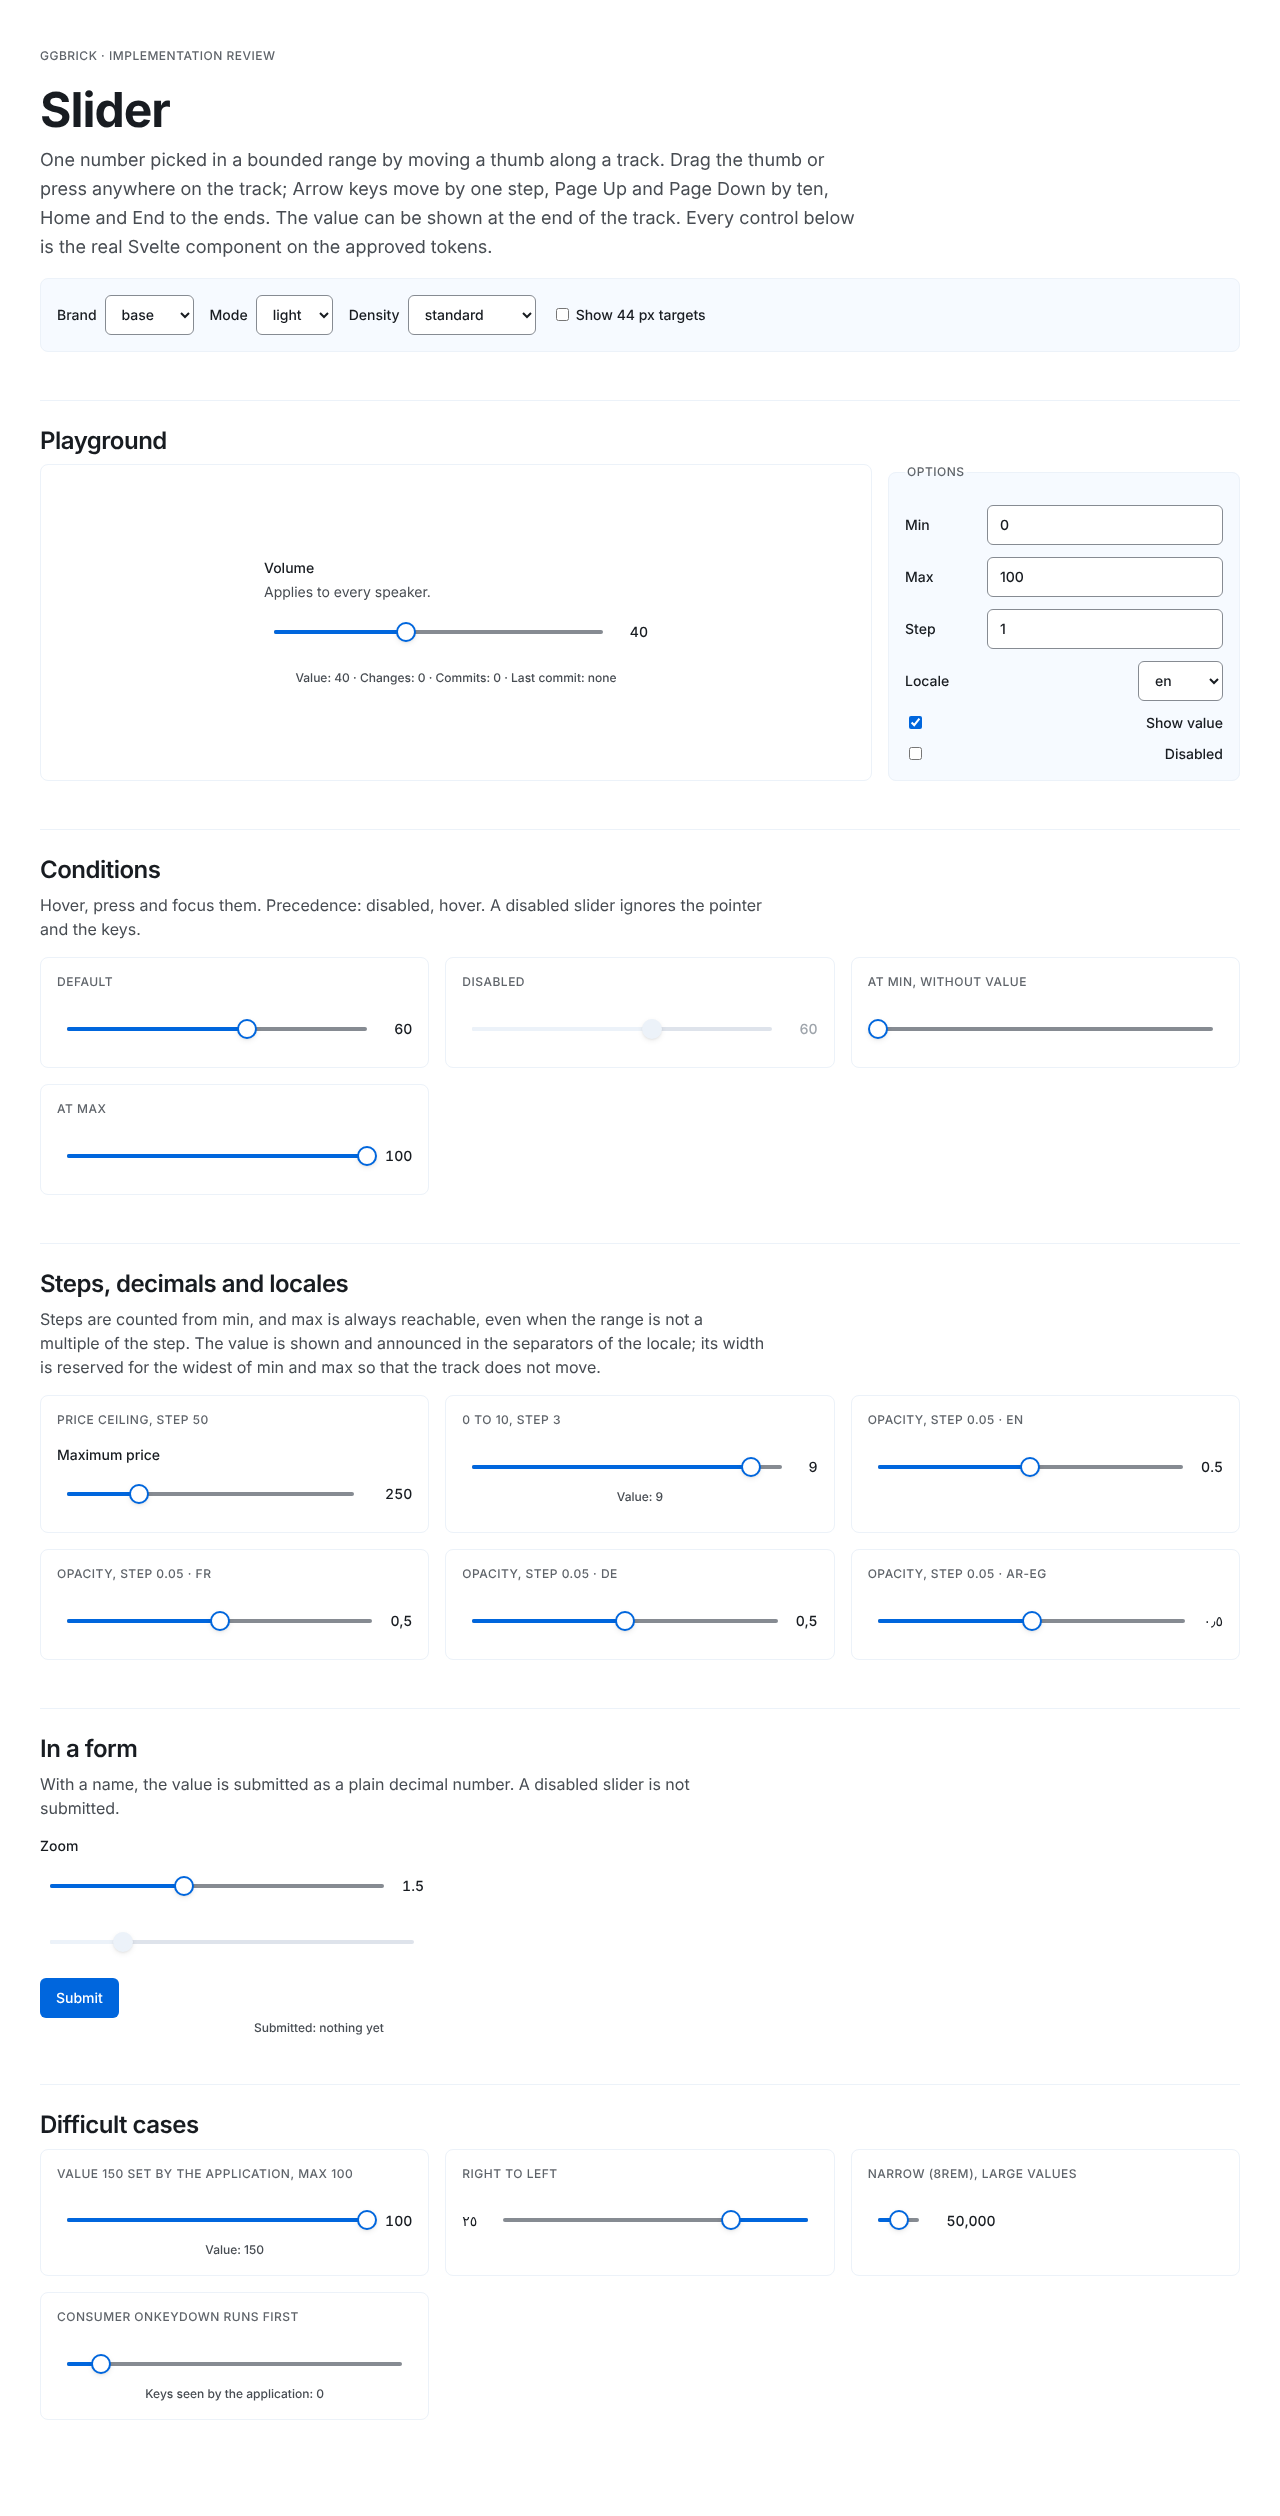 GGBRICK · IMPLEMENTATION REVIEW
Slider
One number picked in a bounded range by moving a thumb along a track. Drag the thumb or
press anywhere on the track; Arrow keys move by one step, Page Up and Page Down by ten,
Home and End to the ends. The value can be shown at the end of the track. Every control below
is the real Svelte component on the approved tokens.
Brand base Mode light Density standard Show 44 px targets
Playground
OPTIONS
Min 0
Max 100
Step 1
Locale en
Show value
Disabled
Volume
Applies to every speaker.
40
Value: 40 · Changes: 0 · Commits: 0 · Last commit: none
Conditions
Hover, press and focus them. Precedence: disabled, hover. A disabled slider ignores the pointer
and the keys.
DEFAULT
60
DISABLED
60
AT MIN, WITHOUT VALUE
AT MAX
100
Steps, decimals and locales
Steps are counted from min, and max is always reachable, even when the range is not a
multiple of the step. The value is shown and announced in the separators of the locale; its width
is reserved for the widest of min and max so that the track does not move.
PRICE CEILING, STEP 50
Maximum price
250
0 TO 10, STEP 3
9
Value: 9
OPACITY, STEP 0.05 · EN
0.5
OPACITY, STEP 0.05 · FR
0,5
OPACITY, STEP 0.05 · DE
0,5
OPACITY, STEP 0.05 · AR-EG
٠٫٥
In a form
With a name, the value is submitted as a plain decimal number. A disabled slider is not
submitted.
Zoom
1.5
Submit
Submitted: nothing yet
Difficult cases
VALUE 150 SET BY THE APPLICATION, MAX 100
100
Value: 150
RIGHT TO LEFT
٢٥
NARROW (8REM), LARGE VALUES
50,000
CONSUMER ONKEYDOWN RUNS FIRST
Keys seen by the application: 0